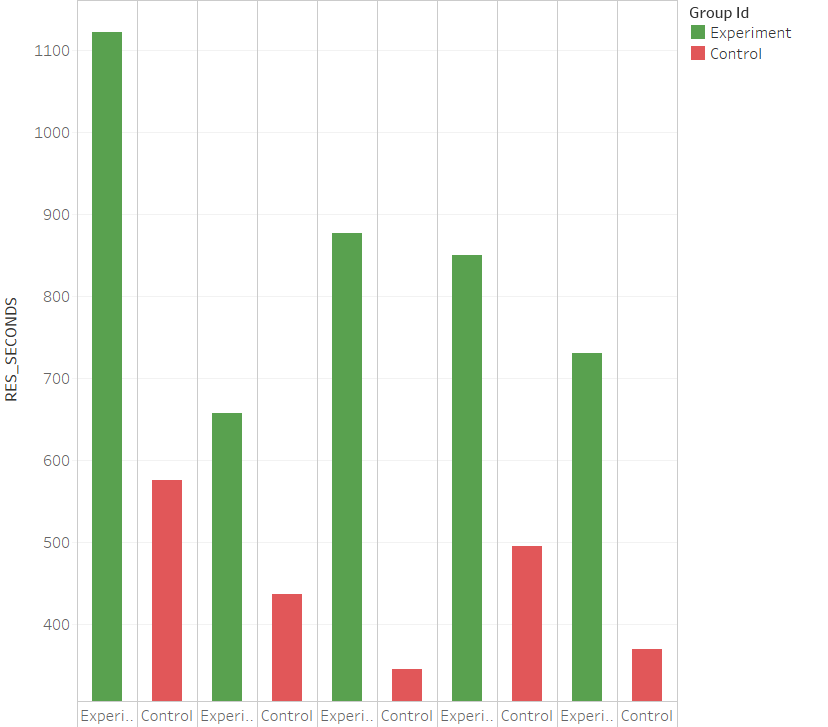 Group Id
Experiment
Control
1100
1000
900
800
700
600
500
400
RES_SECONDS
Experi.. Control Experi.. Control Experi.. Control Experi.. Control Experi.. Control